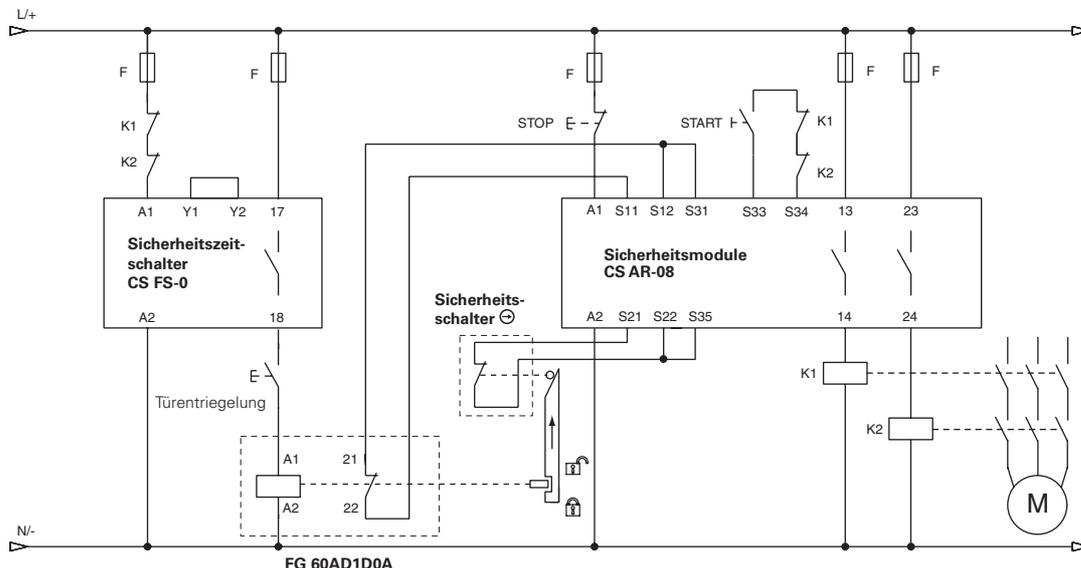 L/+
F
F
F
F
F
K1
K2
STOP
START
K1
K2
A1 Y1 Y2 17
Sicherheitszeit-
schalter
CS FS-0
A2 18
A1 S11 S12 S31 S33 S34 13 23
Sicherheitsmodule
CS AR-08
A2 S21 S22 S35 14 24
Sicherheits-
schalter
Türentriegelung
K1
K2
A1
A2
21
22
M
N/-
FG 60AD1D0A